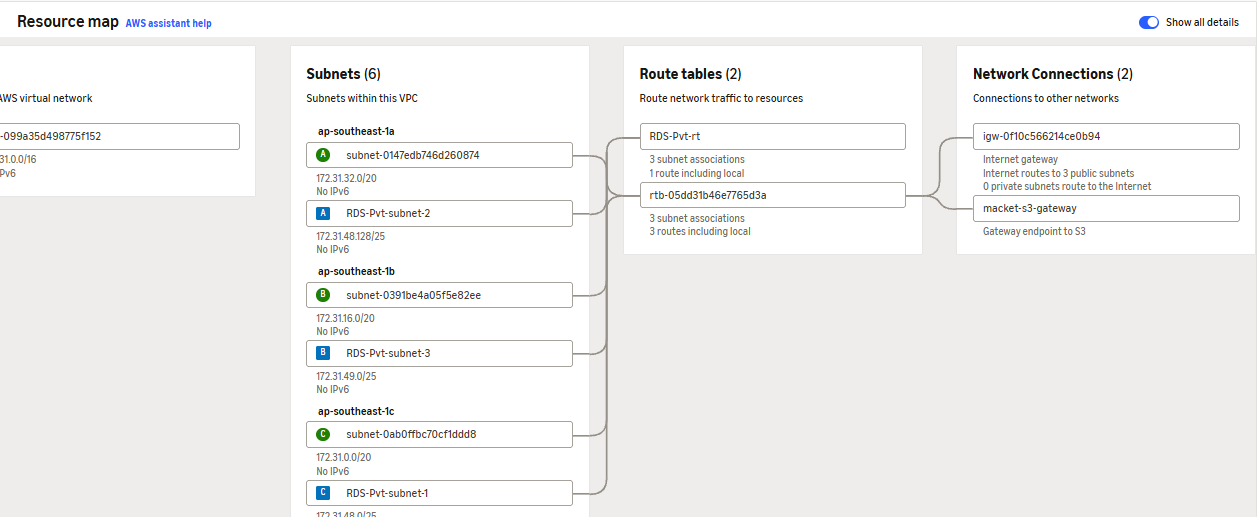 Resource map AWS assistant help
Show all details
AWS virtual network
-099a35d498775f152
31.0.0/16
Pv6
Subnets (6)
Subnets within this VPC
ap-southeast-1a
A subnet-0147edb746d260874
172.31.32.0/20
No IPv6
A RDS-Pvt-subnet-2
172.31.48.128/25
No IPv6
ap-southeast-1b
B subnet-0391be4a05f5e82ee
172.31.16.0/20
No IPv6
B RDS-Pvt-subnet-3
172.31.49.0/25
No IPv6
ap-southeast-1c
C subnet-0ab0ffbc70cf1ddd8
172.31.0.0/20
No IPv6
C RDS-Pvt-subnet-1
172.31.48.0/25
Route tables (2)
Route network traffic to resources
RDS-Pvt-rt
3 subnet associations
1 route including local
rtb-05dd31b46e7765d3a
3 subnet associations
3 routes including local
Network Connections (2)
Connections to other networks
igw-0f10c566214ce0b94
Internet gateway
Internet routes to 3 public subnets
0 private subnets route to the Internet
macket-s3-gateway
Gateway endpoint to S3